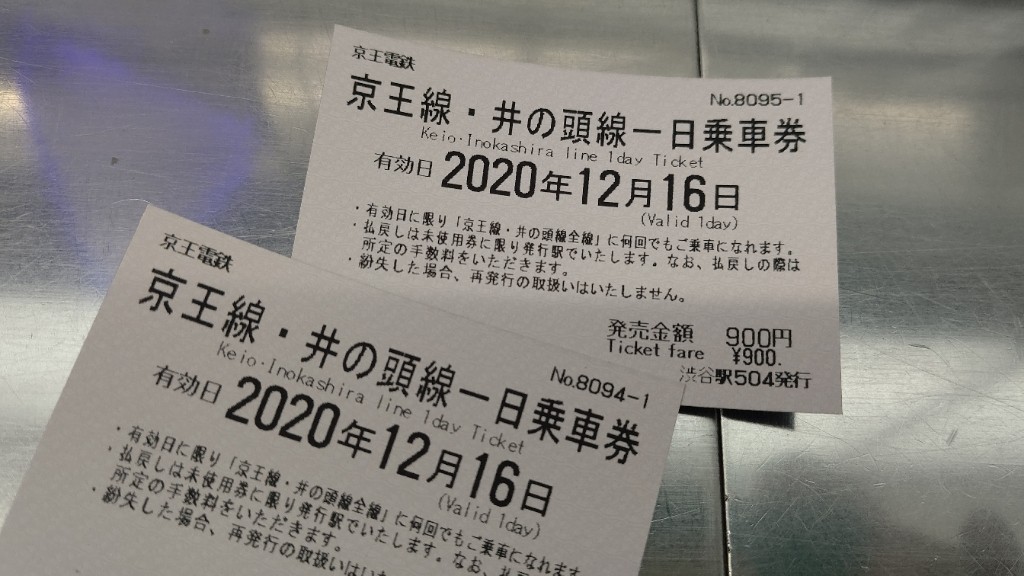 京王電鉄
No.8095-1
京王線・井の頭線一日乗車券
Keio・Inokashira line 1day Ticket
有効日 2020年12月16日
(Valid 1day)
・有効日に限り「京王線・井の頭線全線」に何回でもご乗車になれます。
・払戻しは未使用券に限り発行駅でいたします。なお、払戻しの際は
所定の手数料をいただきます。
・紛失した場合、再発行の取扱いはいたしません。
発売金額 900円
Ticket fare ¥900.
渋谷駅504発行
京王電鉄
No.8094-1
京王線・井の頭線一日乗車券
Keio・Inokashira line 1day Ticket
有効日 2020年12月16日
(Valid 1day)
・有効日に限り「京王線・井の頭線全線」に何回でもご乗車になれます
・払戻しは未使用券に限り発行駅でいたします。なお、払戻
所定の手数料をいただきます。
・紛失した場合、再発行の取扱いはいた